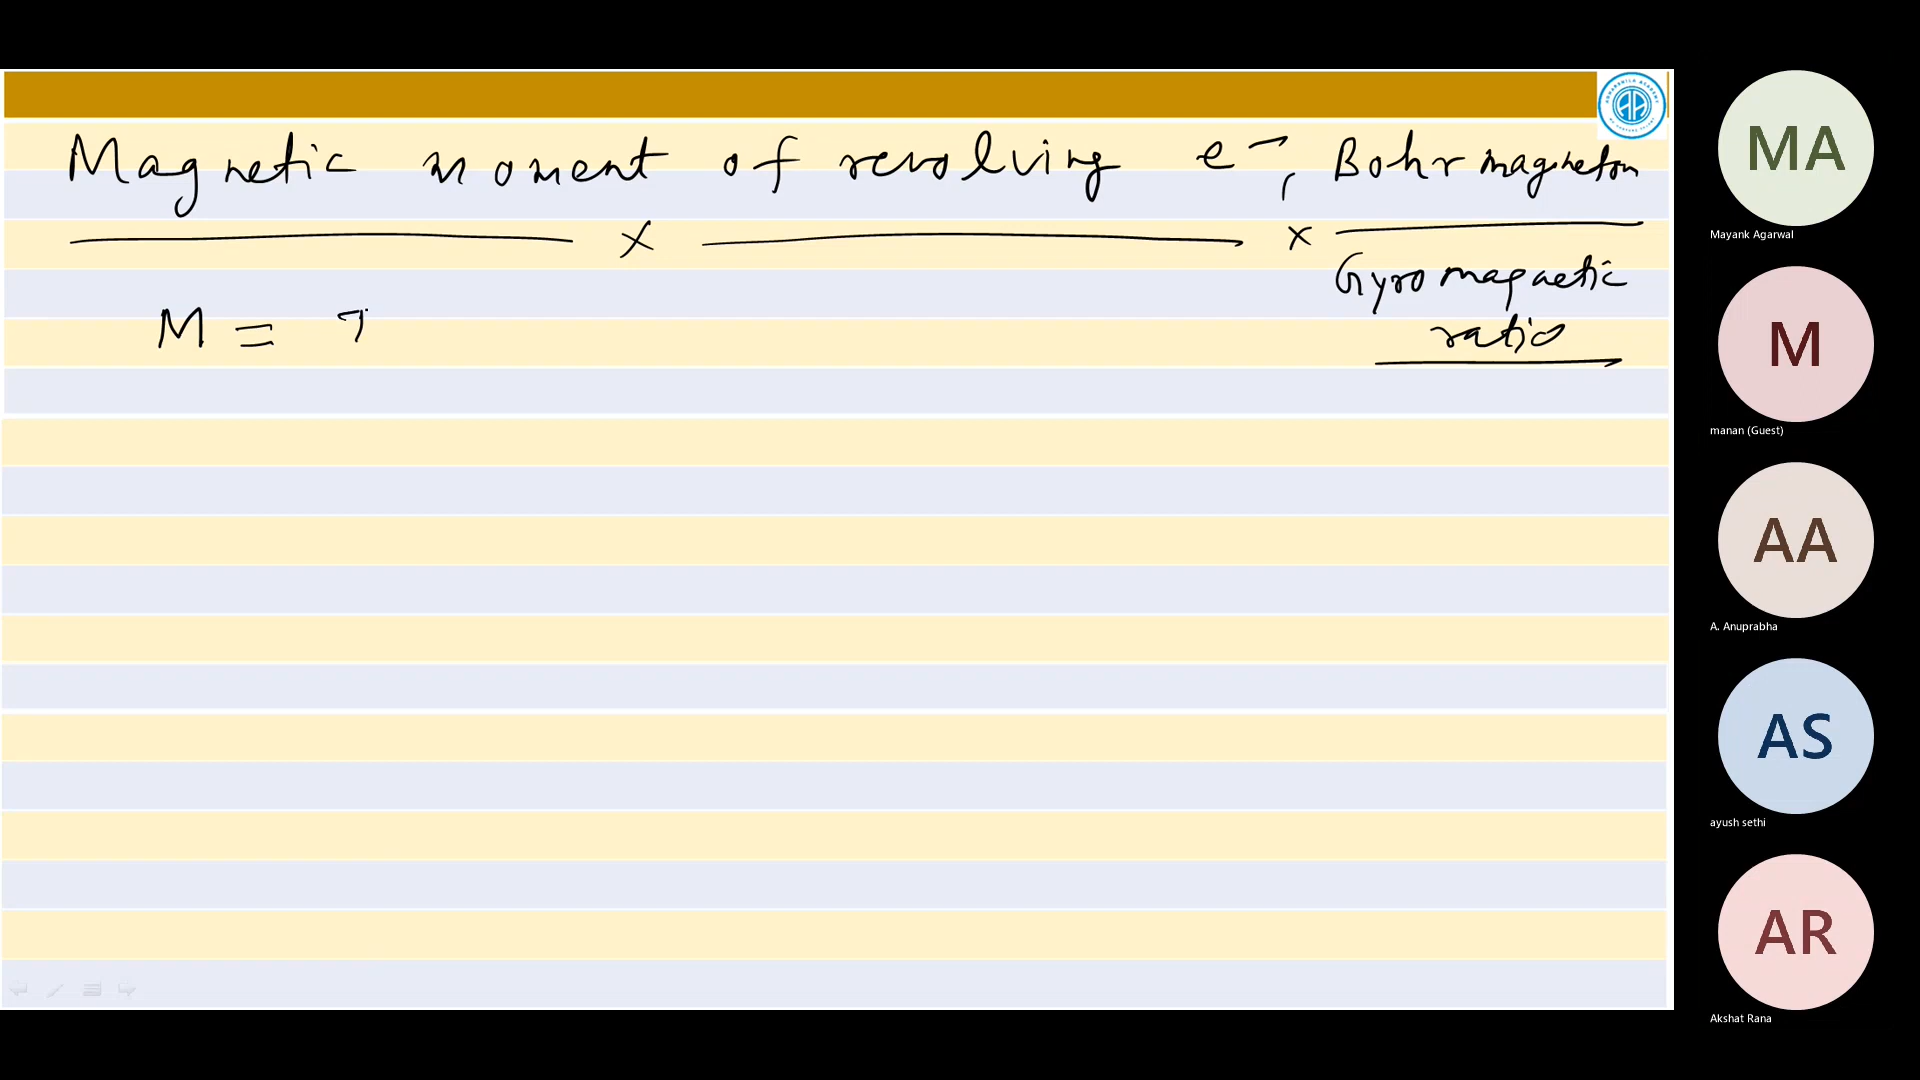 Magnetic moment of revolving e⁻, Bohr magneton
× ×
Gyromagnetic
ratio
M =
MA
Mayank Agarwal
M
manan (Guest)
AA
A. Anuprabha
AS
ayush sethi
AR
Akshat Rana